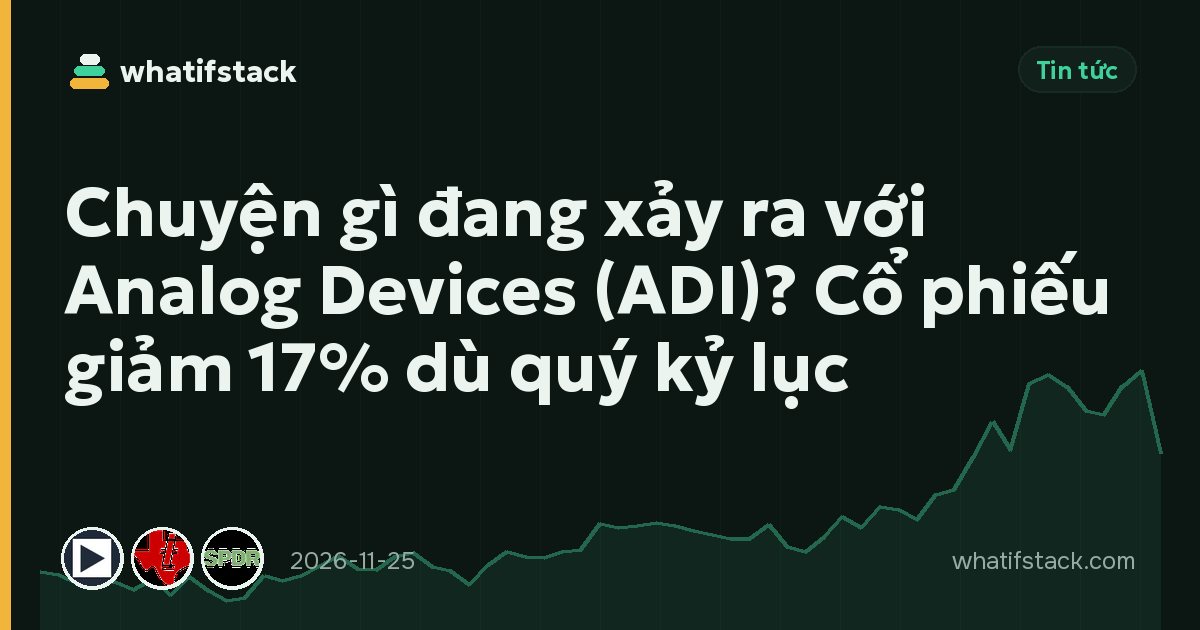 whatifstack
Tin tức
Chuyện gì đang xảy ra với
Analog Devices (ADI)? Cổ phiếu
giảm 17% dù quý kỷ lục
SPDR
2026-11-25
whatifstack.com